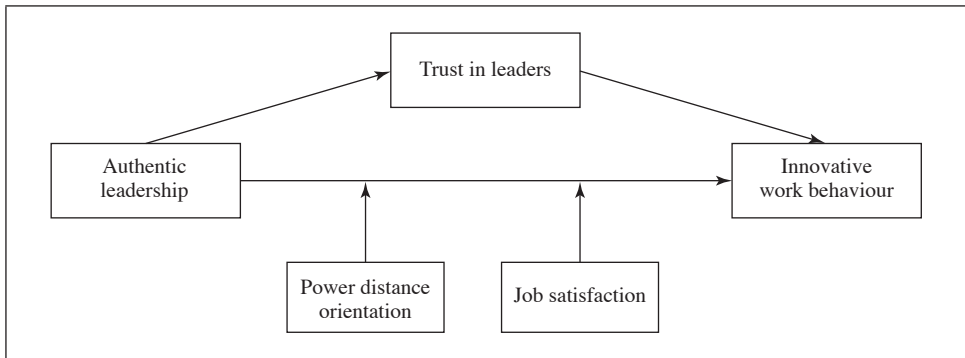 Trust in leaders
Authentic
leadership
Innovative
work behaviour
Power distance
orientation
Job satisfaction